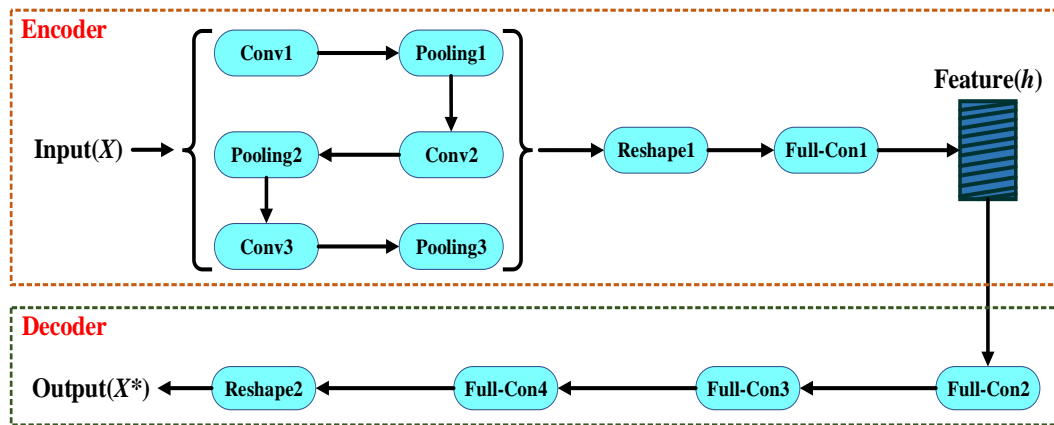 Encoder
Conv1
Pooling1
Feature(h)
Input(X)
Pooling2
Conv2
Reshape1
Full-Con1
Conv3
Pooling3
Decoder
Output(X*)
Reshape2
Full-Con4
Full-Con3
Full-Con2